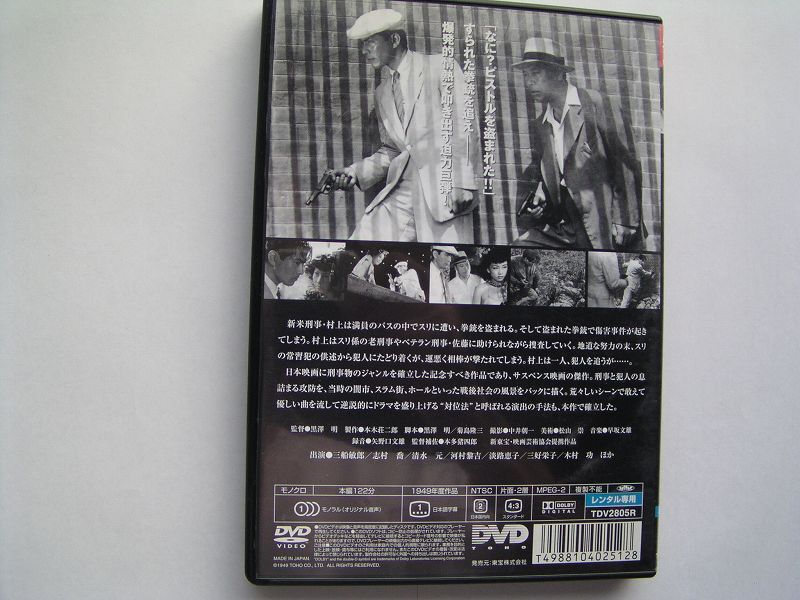 「なに?ピストルを盗まれた!!」
すられた拳銃を追え──
爆発的情熱で叩き出す迫力巨弾!
新米刑事・村上は満員のバスの中でスリに遭い、拳銃を盗まれる。そして盗まれた拳銃で傷害事件が起き
てしまう。村上はスリ係の老刑事やベテラン刑事・佐藤に助けられながら捜査していく。地道な努力の末、スリ
の常習犯の供述から犯人にたどり着くが、運悪く相棒が撃たれてしまう。村上は一人、犯人を追うが……。
日本映画に刑事物のジャンルを確立した記念すべき作品であり、サスペンス映画の傑作。刑事と犯人の息
詰まる攻防を、当時の闇市、スラム街、ホールといった戦後社会の風景をバックに描く。荒々しいシーンで敢えて
優しい曲を流して逆説的にドラマを盛り上げる“対位法”と呼ばれる演出の手法も、本作で確立した。
監督●黒澤 明 製作●本木荘二郎 脚本●黒澤 明/菊島隆三 撮影●中井朝一 美術●松山 崇 音楽●早坂文雄
録音●矢野口文雄 監督補佐●本多猪四郎 新東宝・映画芸術協会提携作品
出演●三船敏郎/志村 喬/清水 元/河村黎吉/淡路恵子/三好栄子/木村 功 ほか
モノクロ 本編122分 1949年度作品 NTSC 片面・2層 MPEG-2 複製不能
1 モノラル(オリジナル音声) 1 日本語字幕 2 日本国内向 4:3 スタンダード DOLBY DIGITAL レンタル専用
TDV2805R
DVD VIDEO
DVD TOHO
T4988104025128
発売元:東宝株式会社
MADE IN JAPAN
©1949 TOHO CO., LTD. ALL RIGHTS RESERVED.